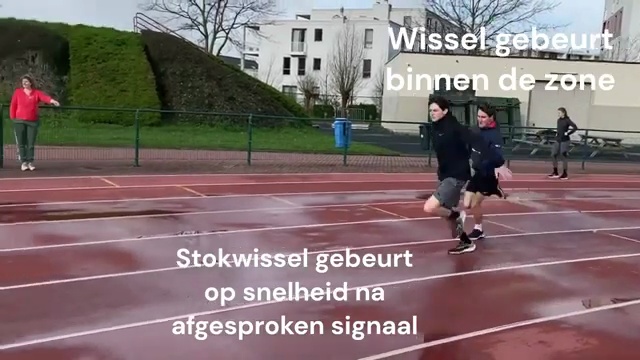 Wissel gebeurt
binnen de zone
Stokwissel gebeurt
op snelheid na
afgesproken signaal